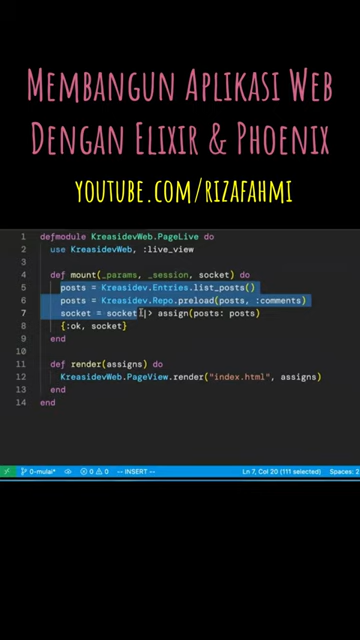 MEMBANGUN APLIKASI WEB
DENGAN ELIXIR & PHOENIX
YOUTUBE.COM/RIZAFAHMI
1 defmodule KreasidevWeb.PageLive do
2 use KreasidevWeb, :live_view
3
4 def mount(_params, _session, socket) do
5 posts = Kreasidev.Entries.list_posts()
6 posts = Kreasidev.Repo.preload(posts, :comments)
7 socket = socket |> assign(posts: posts)
8 {:ok, socket}
9 end
10
11 def render(assigns) do
12 KreasidevWeb.PageView.render("index.html", assigns)
13 end
14 end
0-mulai* 0 0 -- INSERT -- Ln 7, Col 20 (111 selected) Spaces: 2